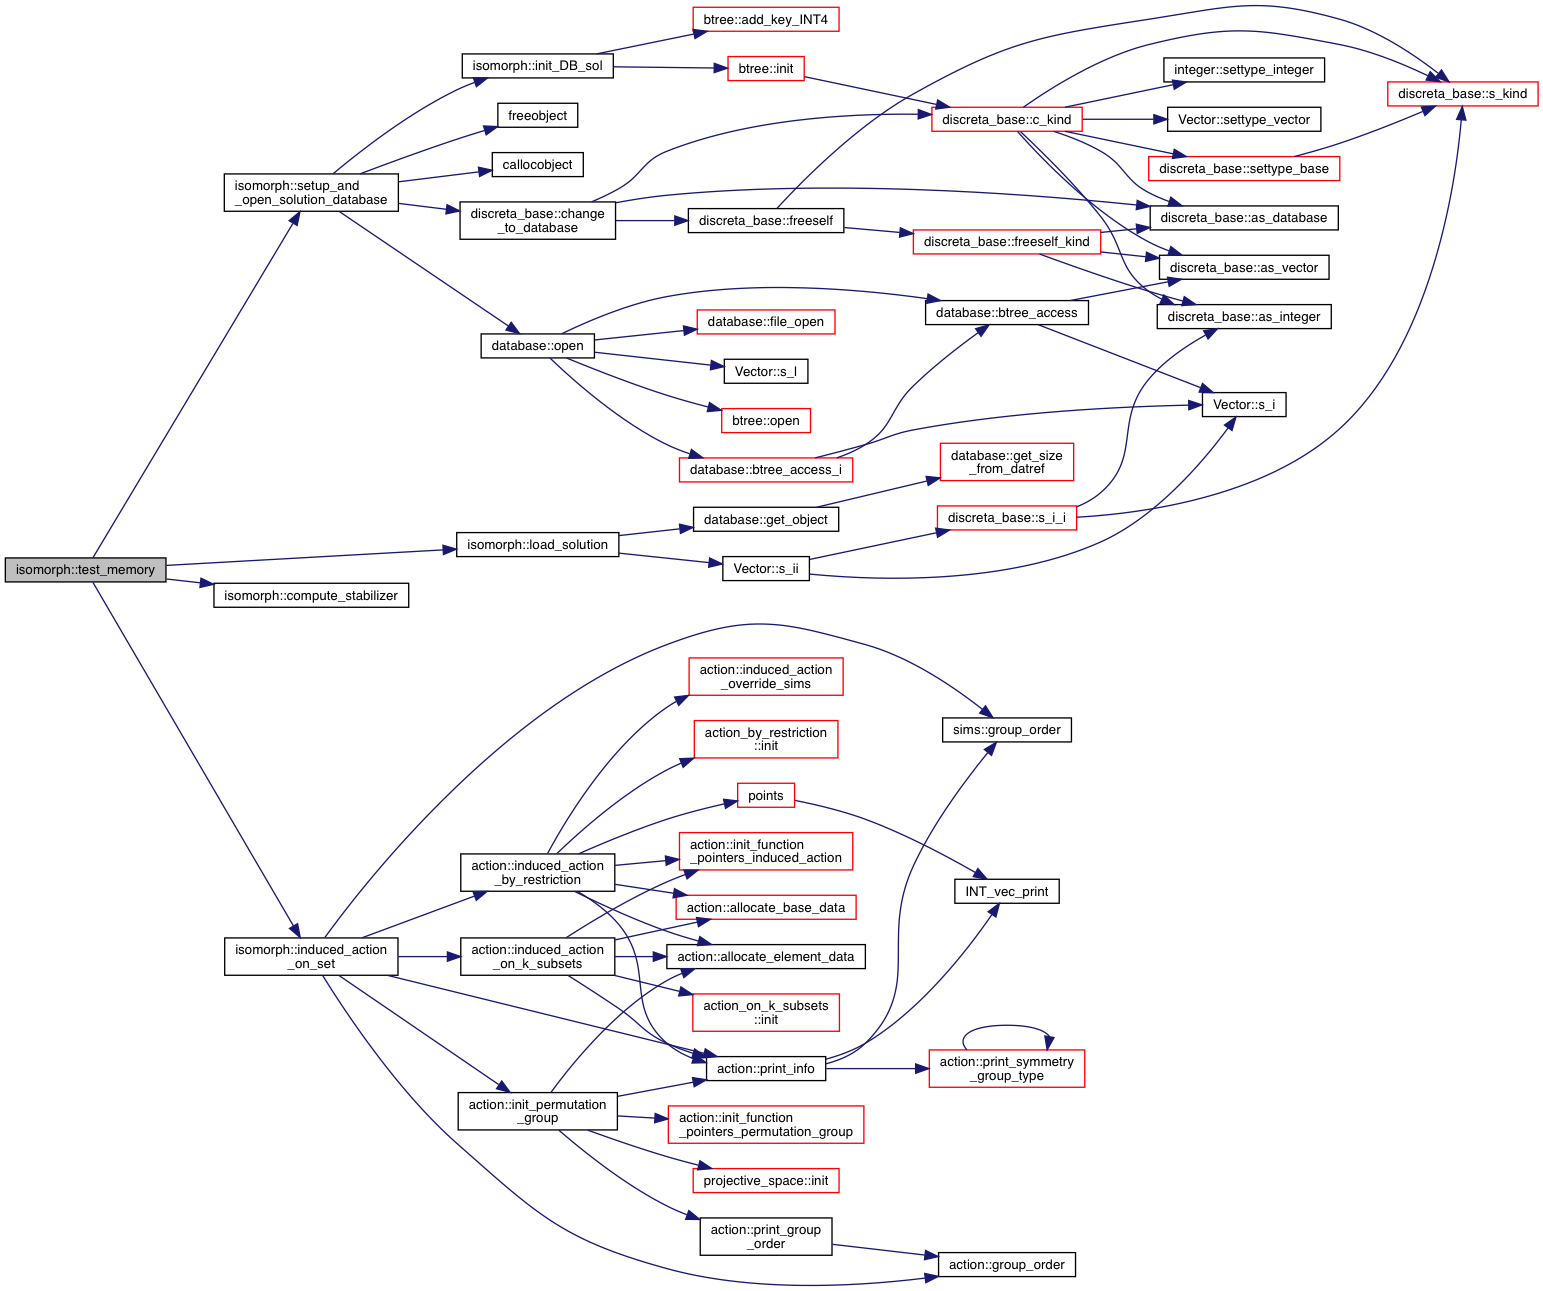 isomorph::test_memory
isomorph::setup_and
_open_solution_database
isomorph::init_DB_sol
btree::add_key_INT4
btree::init
discreta_base::c_kind
integer::settype_integer
Vector::settype_vector
discreta_base::settype_base
discreta_base::s_kind
discreta_base::as_database
discreta_base::as_vector
discreta_base::as_integer
freeobject
callocobject
discreta_base::change
_to_database
discreta_base::freeself
discreta_base::freeself_kind
database::open
database::btree_access
database::file_open
Vector::s_l
btree::open
database::btree_access_i
Vector::s_i
isomorph::load_solution
database::get_object
database::get_size
_from_datref
Vector::s_ii
discreta_base::s_i_i
isomorph::compute_stabilizer
isomorph::induced_action
_on_set
sims::group_order
action::induced_action
_by_restriction
action::induced_action
_override_sims
action_by_restriction
::init
points
INT_vec_print
action::init_function
_pointers_induced_action
action::allocate_base_data
action::allocate_element_data
action::induced_action
_on_k_subsets
action_on_k_subsets
::init
action::print_info
action::print_symmetry
_group_type
action::init_permutation
_group
action::init_function
_pointers_permutation_group
projective_space::init
action::print_group
_order
action::group_order